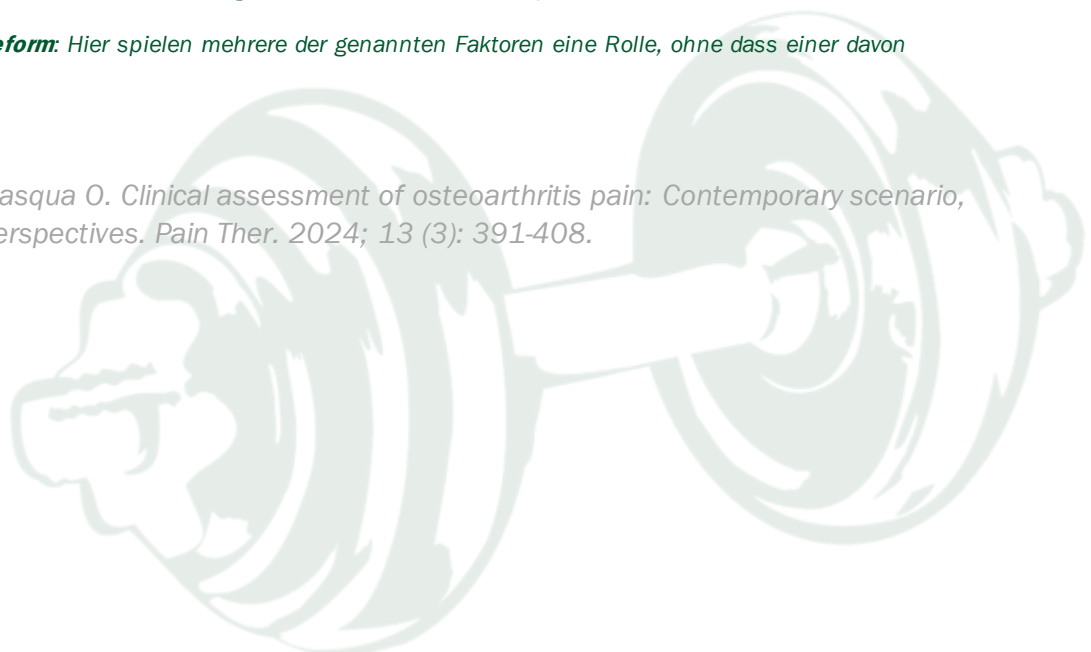 eform: Hier spielen mehrere der genannten Faktoren eine Rolle, ohne dass einer davon
asqua O. Clinical assessment of osteoarthritis pain: Contemporary scenario,
erspectives. Pain Ther. 2024; 13 (3): 391-408.